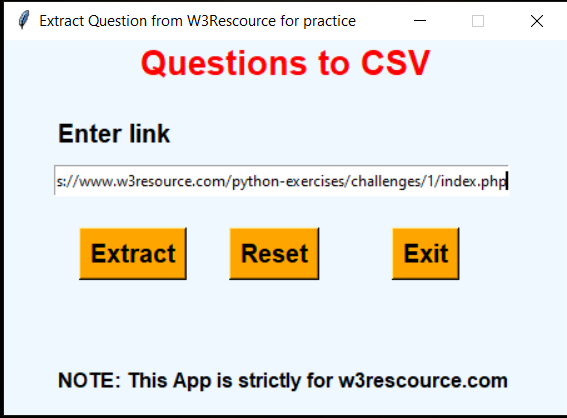 Extract Question from W3Rescource for practice
Questions to CSV
Enter link
s://www.w3resource.com/python-exercises/challenges/1/index.php
Extract Reset Exit
NOTE: This App is strictly for w3rescource.com